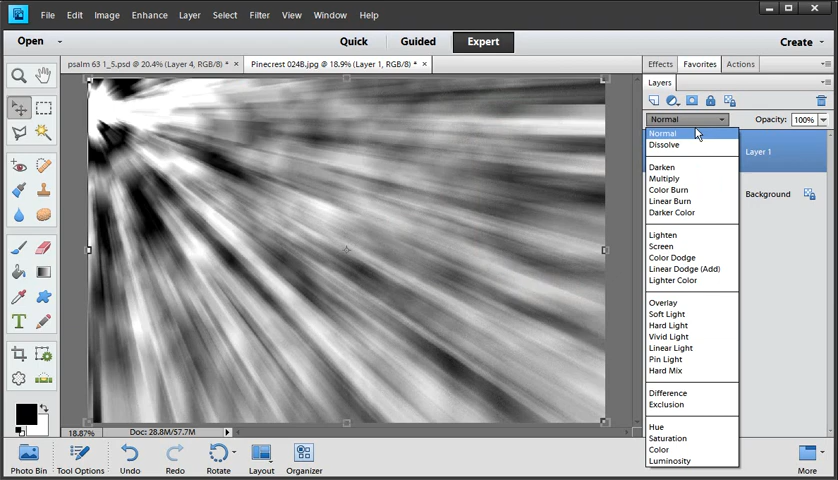 File Edit Image Enhance Layer Select Filter View Window Help
Open Quick Guided Expert Create
psalm 63 1_5.psd @ 20.4% (Layer 4, RGB/8) * × Pinecrest 024B.jpg @ 18.9% (Layer 1, RGB/8) * ×
Effects Favorites Actions
Layers
Normal Opacity: 100%
Normal
Dissolve
Layer 1
Darken
Multiply
Color Burn
Background
Linear Burn
Darker Color
Lighten
Screen
Color Dodge
Linear Dodge (Add)
Lighter Color
Overlay
Soft Light
Hard Light
Vivid Light
Linear Light
Pin Light
Hard Mix
Difference
Exclusion
Hue
Saturation
Color
Luminosity
18.87% Doc: 28.8M/57.7M
Photo Bin Tool Options Undo Redo Rotate Layout Organizer More